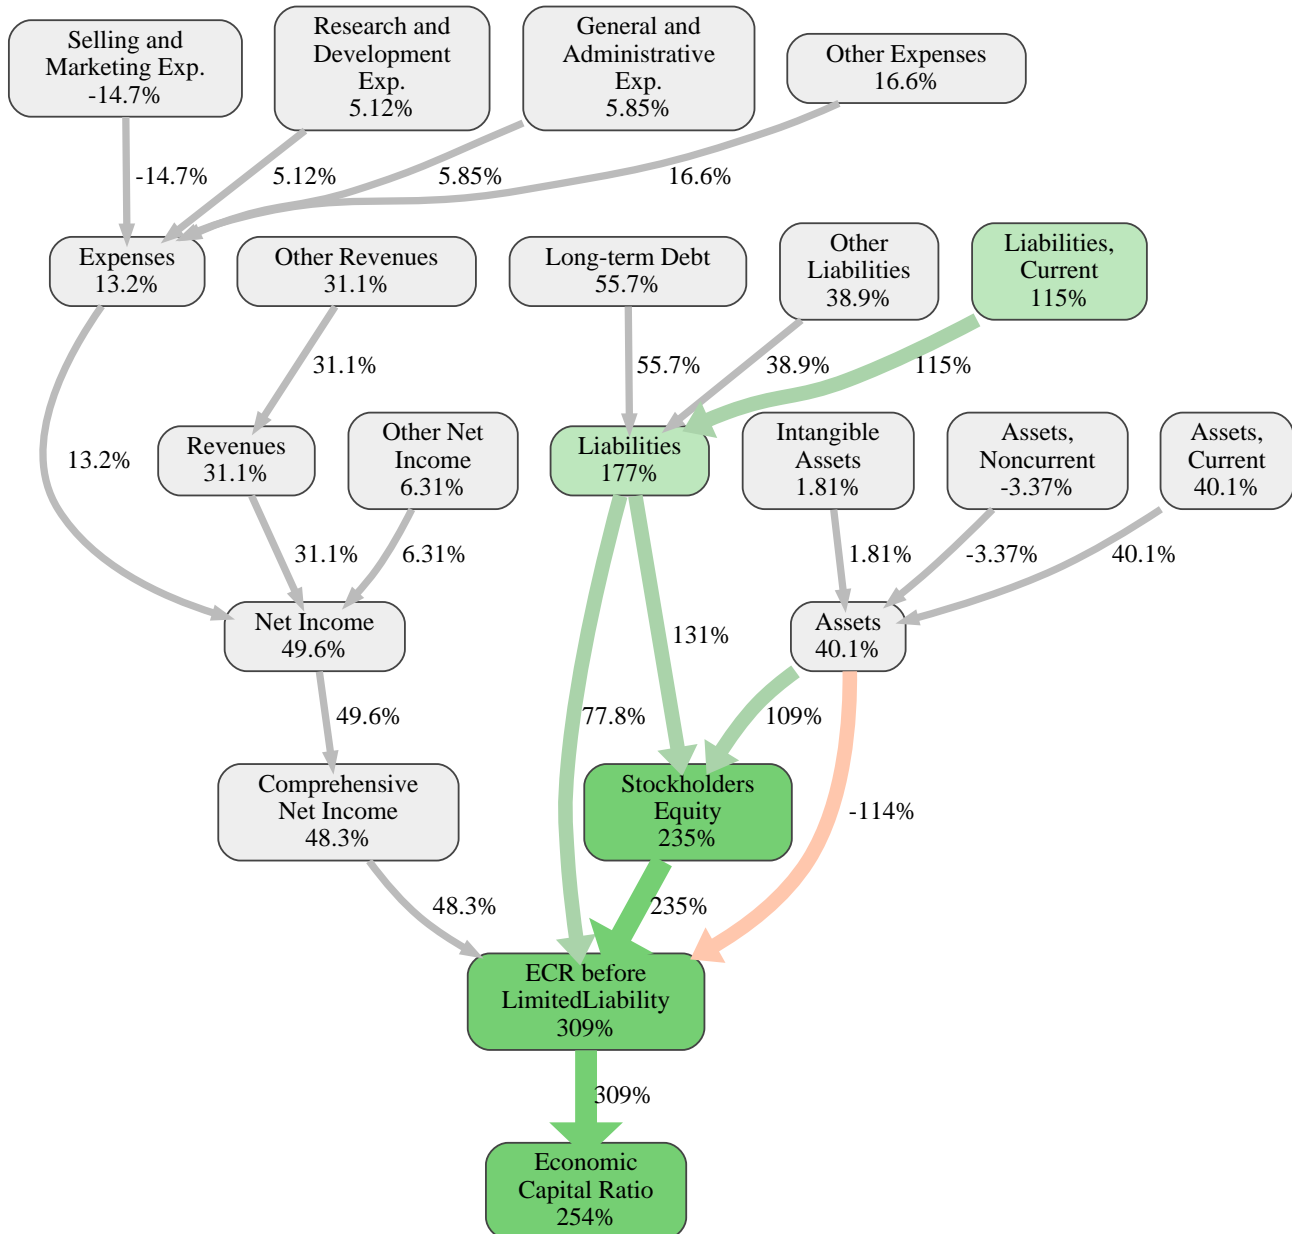 Selling and
Marketing Exp.
-14.7%
Research and
Development
Exp.
5.12%
General and
Administrative
Exp.
5.85%
Other Expenses
16.6%
-14.7%
5.12%
5.85%
16.6%
Expenses
13.2%
Other Revenues
31.1%
Long-term Debt
55.7%
Other
Liabilities
38.9%
Liabilities,
Current
115%
31.1%
55.7%
38.9%
115%
13.2%
Revenues
31.1%
Other Net
Income
6.31%
Liabilities
177%
Intangible
Assets
1.81%
Assets,
Noncurrent
-3.37%
Assets,
Current
40.1%
31.1%
6.31%
1.81%
-3.37%
40.1%
Net Income
49.6%
131%
Assets
40.1%
49.6%
77.8%
109%
-114%
Comprehensive
Net Income
48.3%
Stockholders
Equity
235%
48.3%
235%
ECR before
LimitedLiability
309%
309%
Economic
Capital Ratio
254%